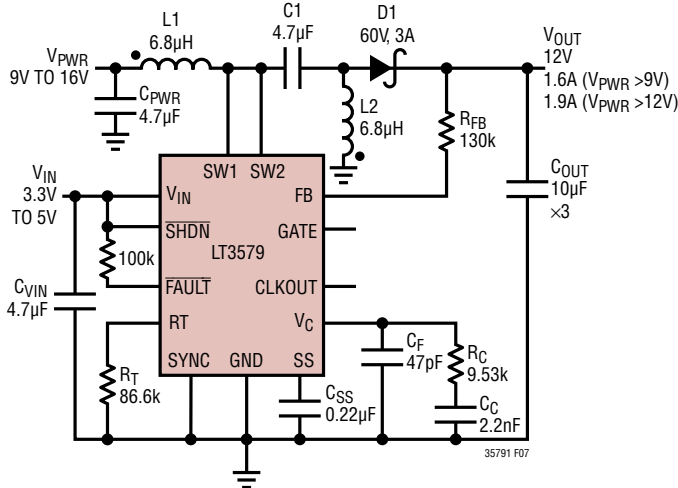 L1
6.8µH
C1
4.7µF
D1
60V, 3A
VPWR
9V TO 16V
CPWR
4.7µF
L2
6.8µH
RFB
130k
VOUT
12V
1.6A (VPWR >9V)
1.9A (VPWR >12V)
COUT
10µF
×3
VIN
3.3V
TO 5V
SW1 SW2
VIN
FB
SHDN
GATE
LT3579
100k
FAULT
CLKOUT
CVIN
4.7µF
RT
VC
SYNC GND SS
RT
86.6k
CSS
0.22µF
CF
47pF
RC
9.53k
CC
2.2nF
35791 F07